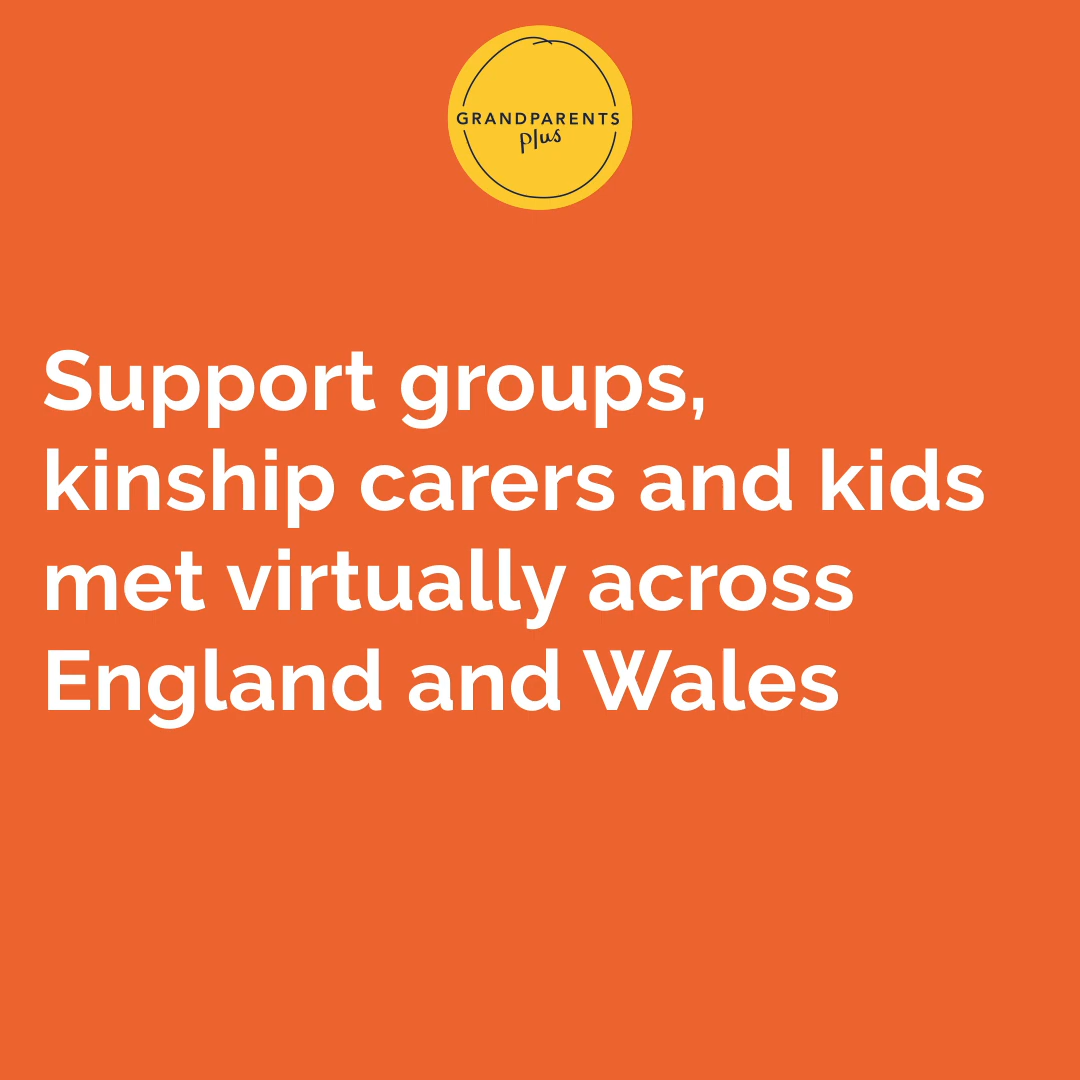 GRANDPARENTS
plus
Support groups,
kinship carers and kids
met virtually across
England and Wales